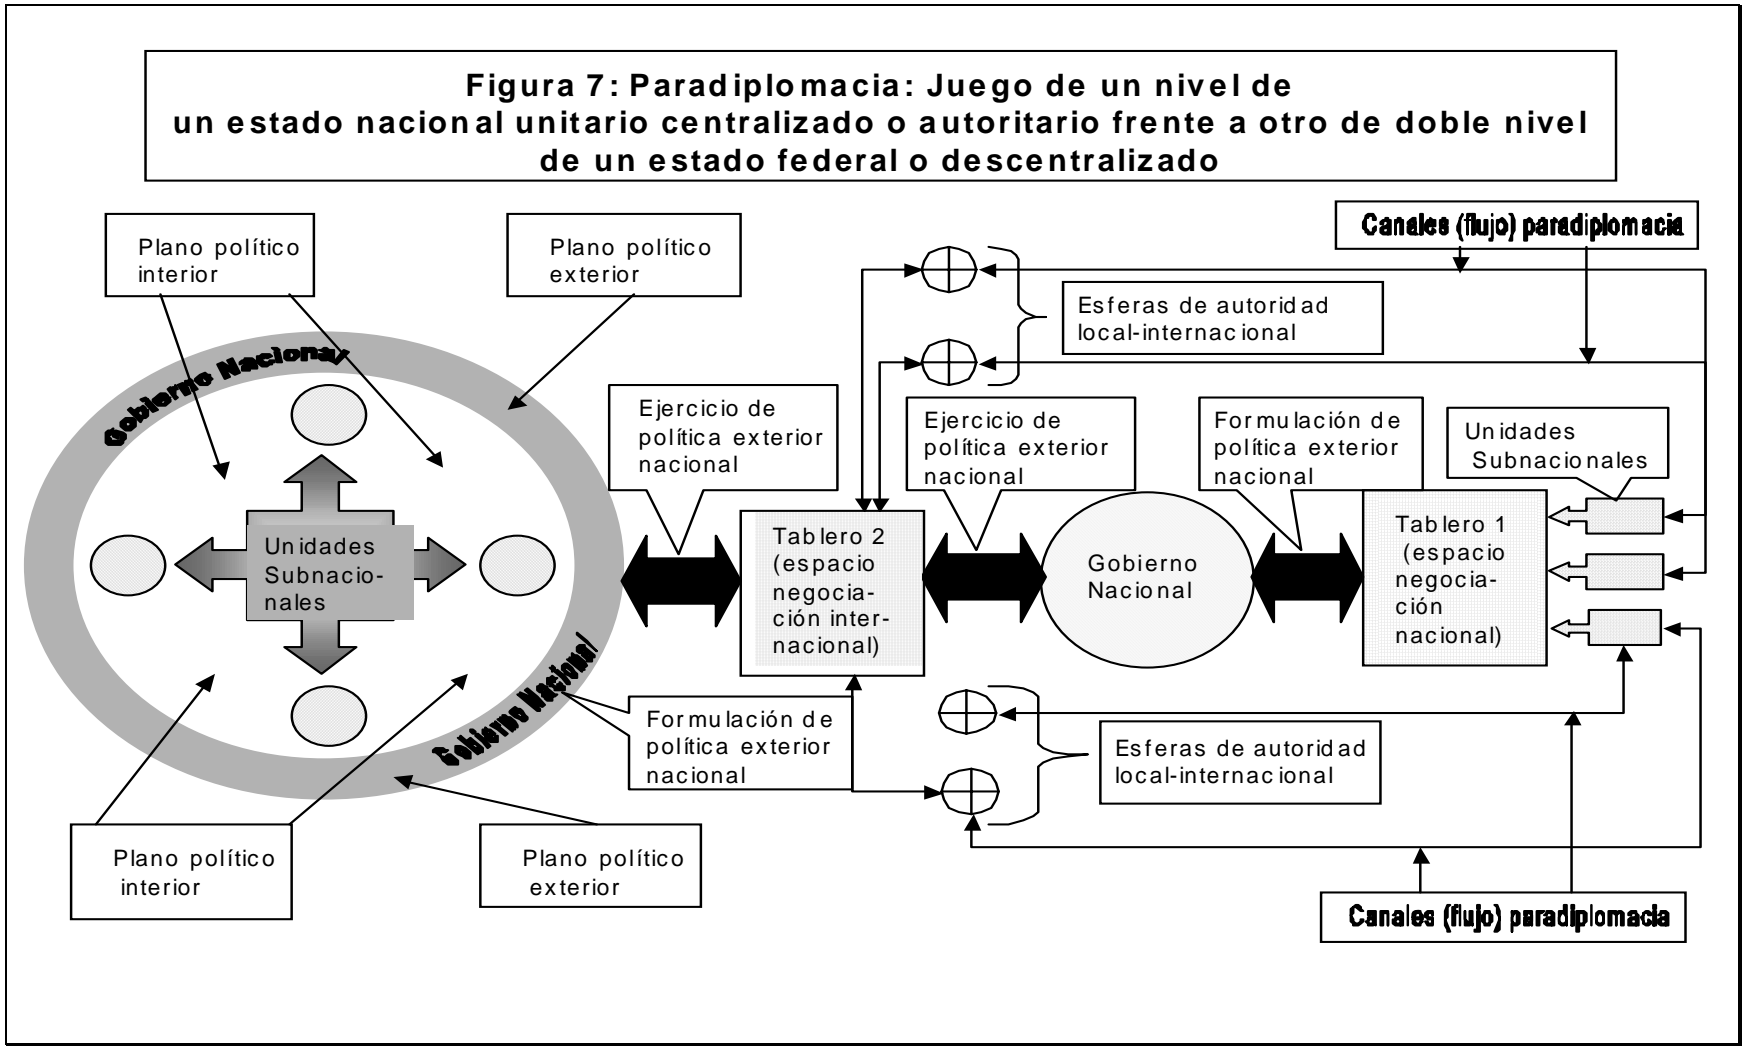 Figura 7: Paradiplomacia: Juego de un nivel de
un estado nacional unitario centralizado o autoritario frente a otro de doble nivel
de un estado federal o descentralizado
Plano político
interior
Plano político
exterior
Canales (flujo) paradiplomacia
Esferas de autoridad
local-internacional
Gobierno Nacional
Ejercicio de
política exterior
nacional
Ejercicio de
política exterior
nacional
Formulación de
política exterior
nacional
Unidades
Subnacionales
Unidades
Subnacio-
nales
Tablero 2
(espacio
negocia-
ción inter-
nacional)
Gobierno
Nacional
Tablero 1
(espacio
negocia-
ción
nacional)
Gobierno Nacional
Formulación de
política exterior
nacional
Esferas de autoridad
local-internacional
Plano político
interior
Plano político
exterior
Canales (flujo) paradiplomacia